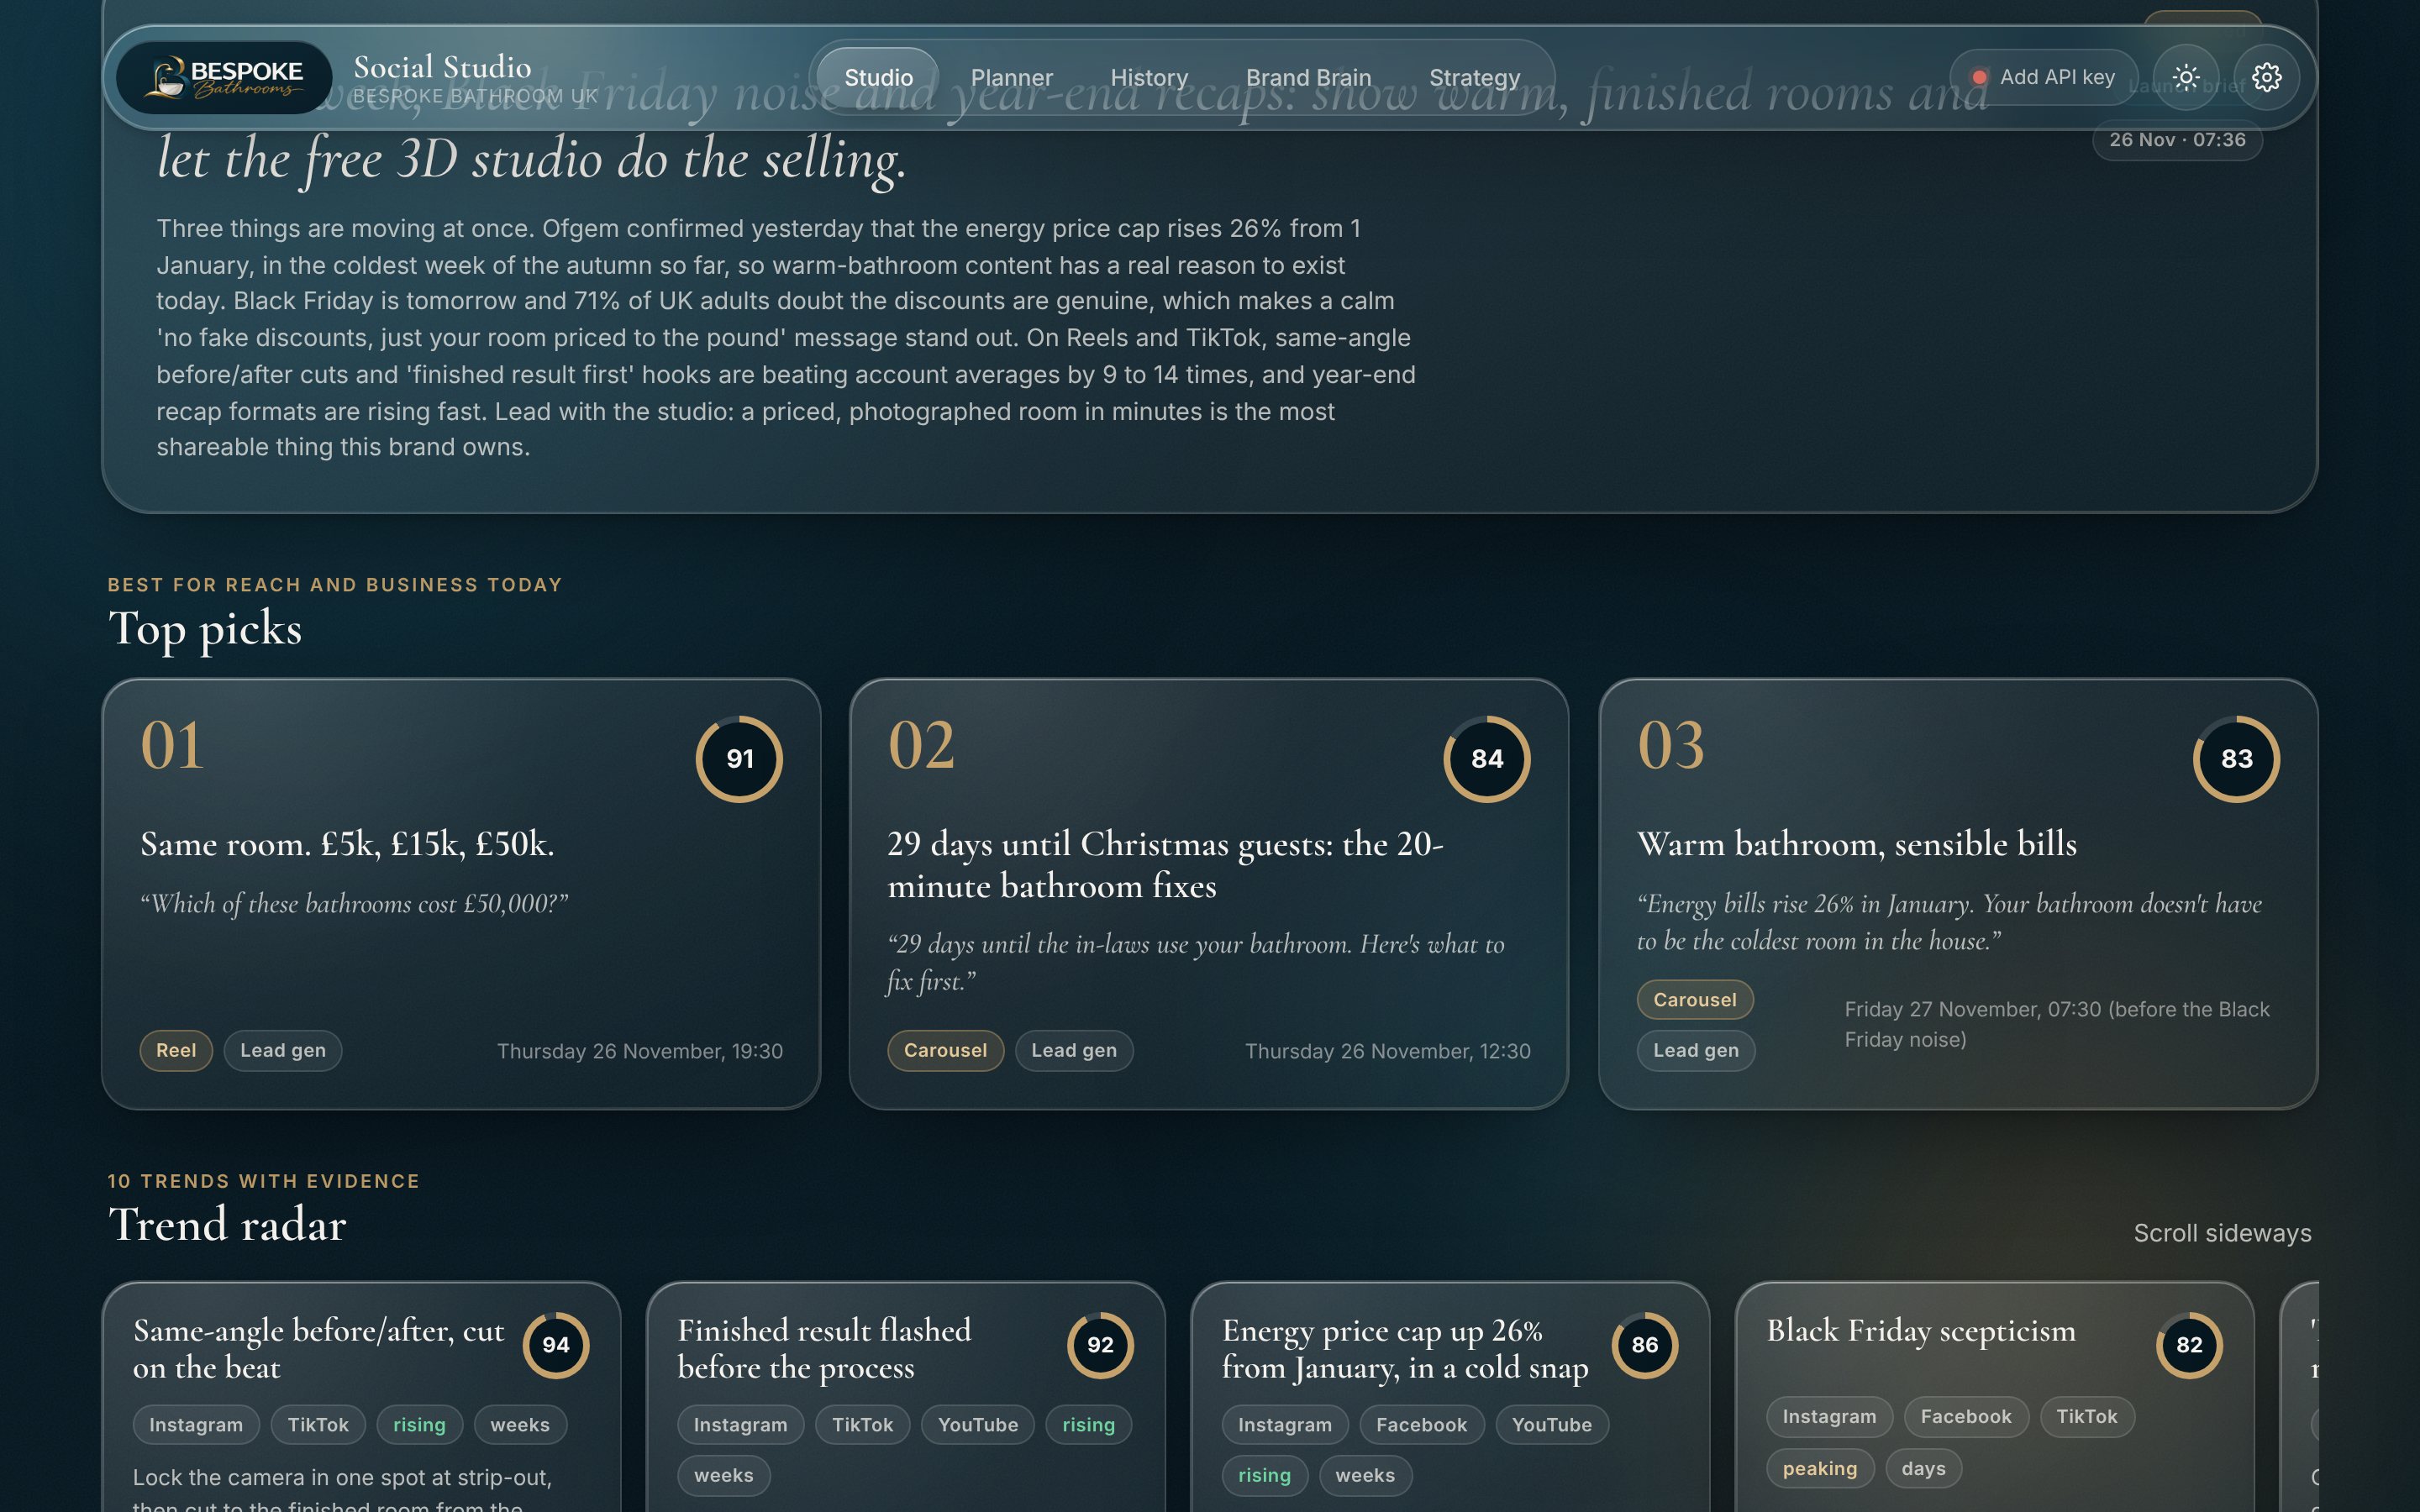 BESPOKE
Bathrooms
Social Studio
BESPOKE BATHROOM UK
Studio
Planner
History
Brand Brain
Strategy
Add API key
week, Black Friday noise and year-end recaps: show warm, finished rooms and
let the free 3D studio do the selling.
Launch brief
26 Nov · 07:36
Three things are moving at once. Ofgem confirmed yesterday that the energy price cap rises 26% from 1
January, in the coldest week of the autumn so far, so warm-bathroom content has a real reason to exist
today. Black Friday is tomorrow and 71% of UK adults doubt the discounts are genuine, which makes a calm
'no fake discounts, just your room priced to the pound' message stand out. On Reels and TikTok, same-angle
before/after cuts and 'finished result first' hooks are beating account averages by 9 to 14 times, and year-end
recap formats are rising fast. Lead with the studio: a priced, photographed room in minutes is the most
shareable thing this brand owns.
BEST FOR REACH AND BUSINESS TODAY
Top picks
01
91
Same room. £5k, £15k, £50k.
“Which of these bathrooms cost £50,000?”
Reel
Lead gen
Thursday 26 November, 19:30
02
84
29 days until Christmas guests: the 20-
minute bathroom fixes
“29 days until the in-laws use your bathroom. Here's what to
fix first.”
Carousel
Lead gen
Thursday 26 November, 12:30
03
83
Warm bathroom, sensible bills
“Energy bills rise 26% in January. Your bathroom doesn't have
to be the coldest room in the house.”
Carousel
Lead gen
Friday 27 November, 07:30 (before the Black
Friday noise)
10 TRENDS WITH EVIDENCE
Trend radar
Scroll sideways
Same-angle before/after, cut
on the beat
94
Instagram
TikTok
rising
weeks
Lock the camera in one spot at strip-out,
then cut to the finished room from the
Finished result flashed
before the process
92
Instagram
TikTok
YouTube
rising
weeks
Energy price cap up 26%
from January, in a cold snap
86
Instagram
Facebook
YouTube
rising
weeks
Black Friday scepticism
82
Instagram
Facebook
TikTok
peaking
days